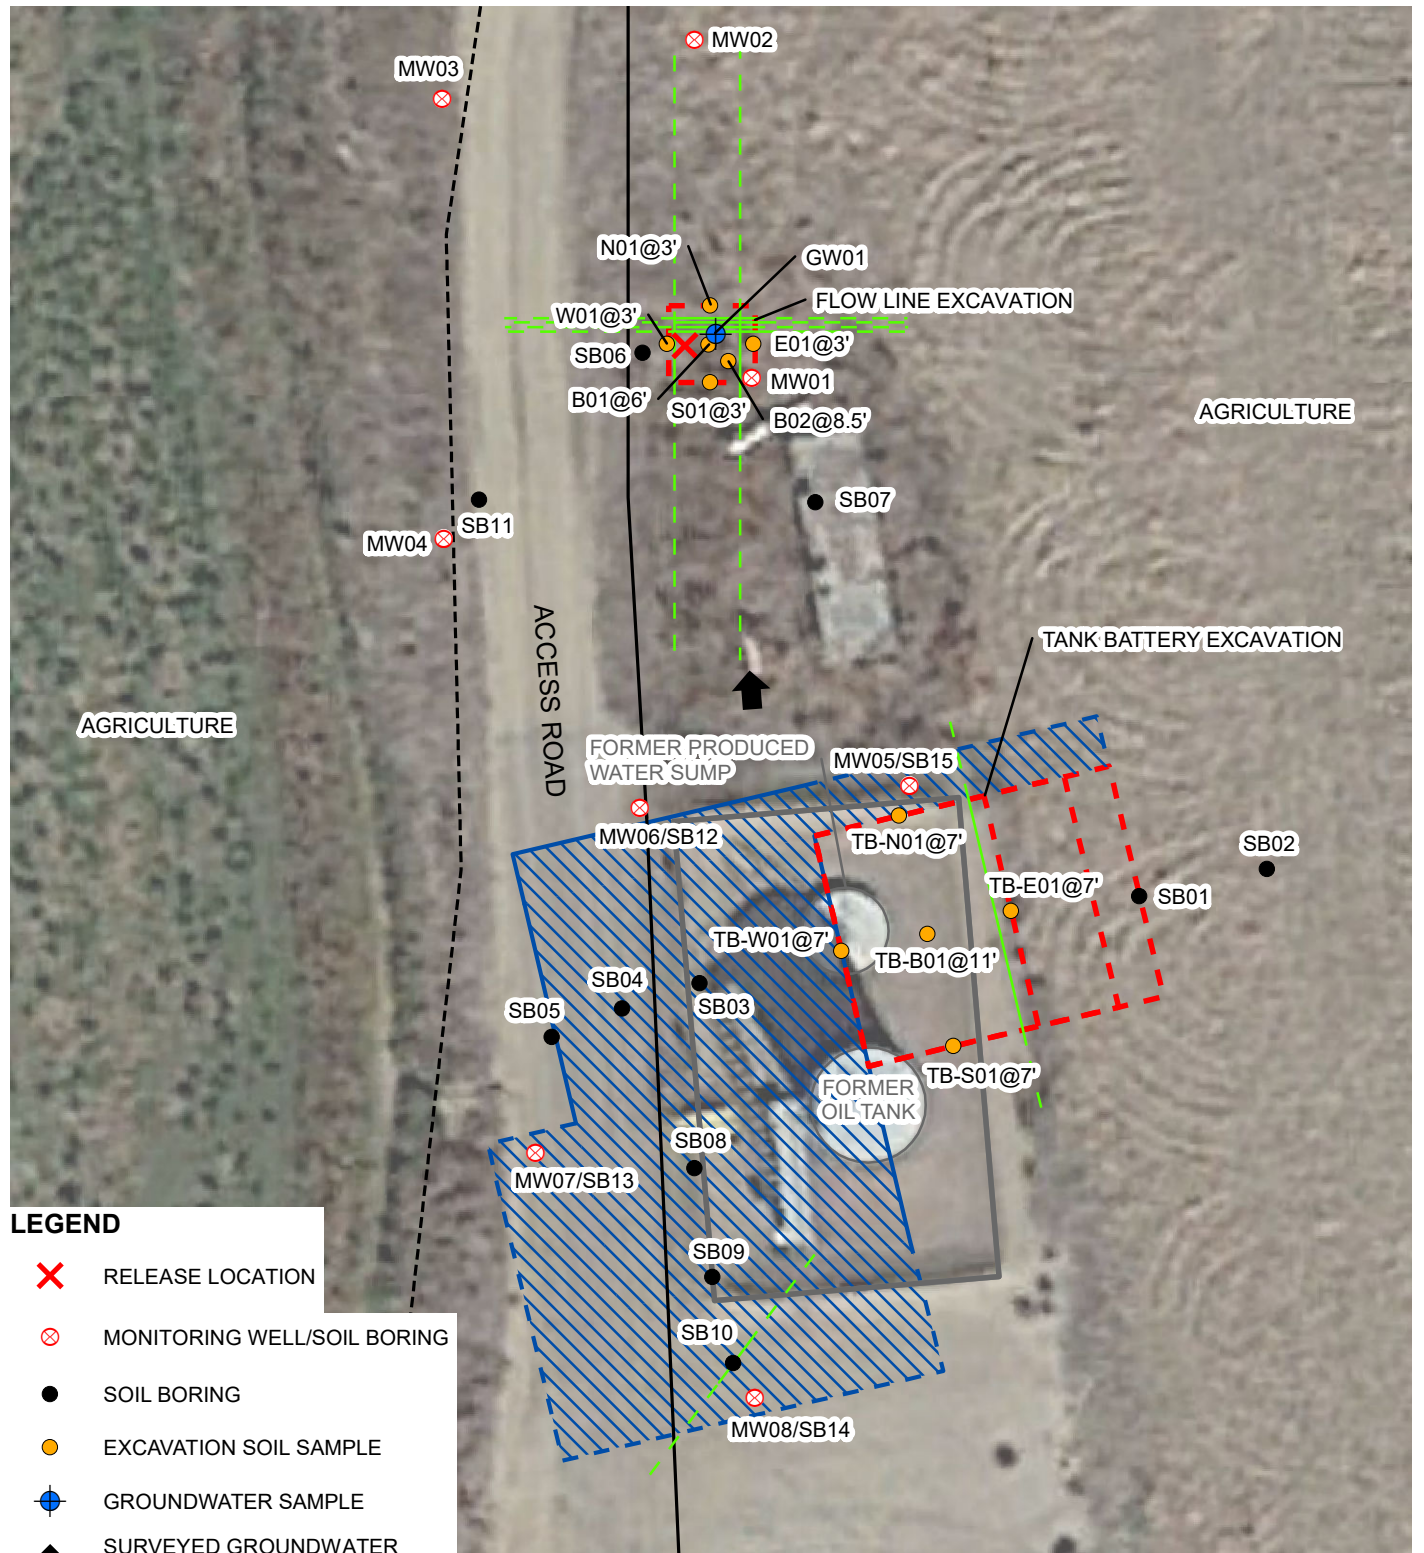 MW02
MW03
N01@3'
GW01
FLOW LINE EXCAVATION
W01@3'
SB06
E01@3'
MW01
B01@6'
S01@3'
B02@8.5'
AGRICULTURE
SB07
SB11
MW04
ACCESS ROAD
TANK BATTERY EXCAVATION
AGRICULTURE
FORMER PRODUCED
WATER SUMP
MW05/SB15
MW06/SB12
TB-N01@7'
SB02
TB-E01@7'
SB01
TB-W01@7'
TB-B01@11'
SB04
SB03
SB05
TB-S01@7'
FORMER
OIL TANK
SB08
MW07/SB13
SB09
SB10
MW08/SB14
LEGEND
RELEASE LOCATION
MONITORING WELL/SOIL BORING
SOIL BORING
EXCAVATION SOIL SAMPLE
GROUNDWATER SAMPLE
SURVEYED GROUNDWATER